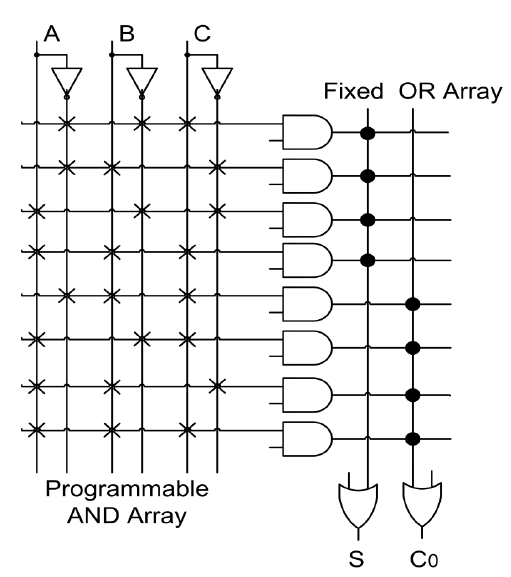 A B C
Fixed OR Array
Programmable
AND Array
S C0